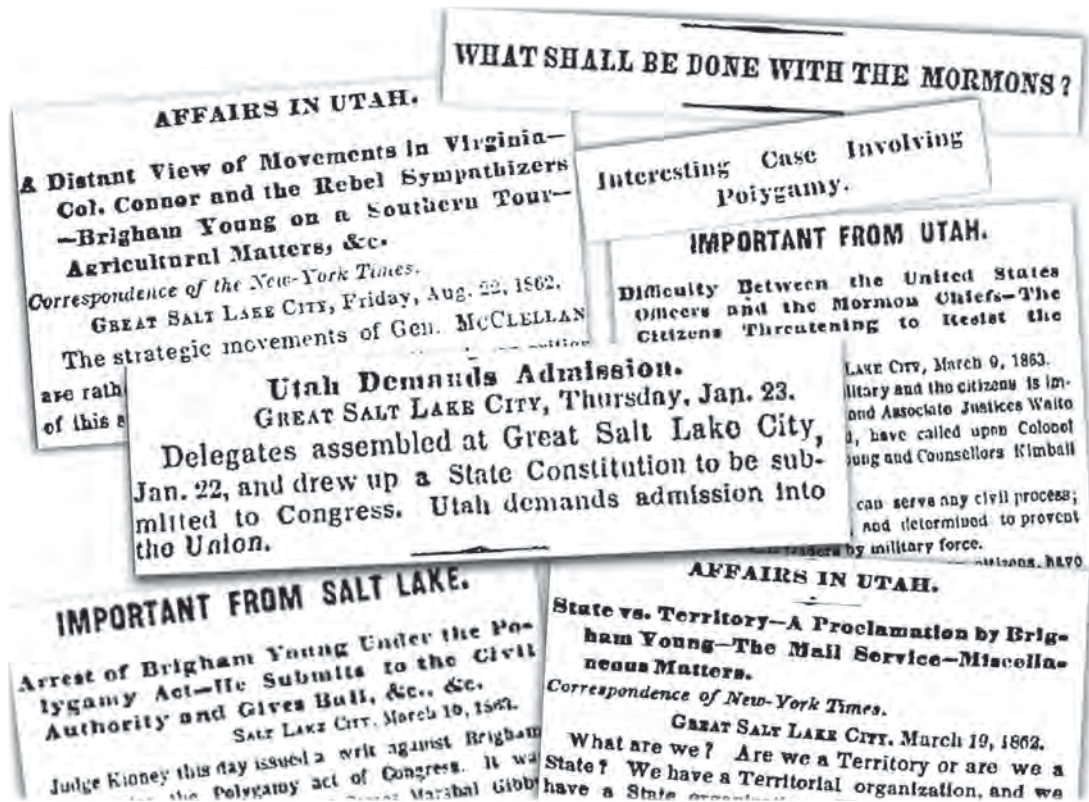 WHAT SHALL BE DONE WITH THE MORMONS?
AFFAIRS IN UTAH.
A Distant View of Movements in Virginia—
Col. Connor and the Rebel Sympathizers
—Brigham Young on a Southern Tour—
Agricultural Matters, &c.
Correspondence of the New-York Times.
GREAT SALT LAKE CITY, Friday, Aug. 22, 1862.
The strategic movements of Gen. MCCLELLAN
are rath
of this
Interesting Case Involving
Polygamy.
IMPORTANT FROM UTAH.
Difficulty Between the United States
Officers and the Mormon Chiefs—The
Citizens Threatening to Resist the
LAKE CITY, March 9, 1863.
litary and the citizens is im-
and Associate Justices WAITE
, have called upon Colonel
oung and Counsellors Kimball
can serve any civil process;
and determined to prevent
by military force.
citizens, have
Utah Demands Admission.
GREAT SALT LAKE CITY, Thursday, Jan. 23.
Delegates assembled at Great Salt Lake City,
Jan. 22, and drew up a State Constitution to be sub-
mitted to Congress. Utah demands admission into
the Union.
IMPORTANT FROM SALT LAKE.
Arrest of Brigham Young Under the Po-
lygamy Act—He Submits to the Civil
Authority and Gives Bail, &c., &c.
SALT LAKE CITY, March 10, 1863.
Judge Kinney this day issued a writ against Brigham
the Polygamy act of Congress. It was
Marshal Gibbs
AFFAIRS IN UTAH.
State vs. Territory—A Proclamation by Brig-
ham Young—The Mail Service—Miscella-
neous Matters.
Correspondence of New-York Times.
GREAT SALT LAKE CITY, March 19, 1862.
What are we? Are we a Territory or are we a
State? We have a Territorial organization, and we
have a State